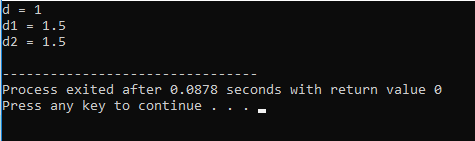 d = 1
d1 = 1.5
d2 = 1.5
--------------------------------
Process exited after 0.0878 seconds with return value 0
Press any key to continue . . .